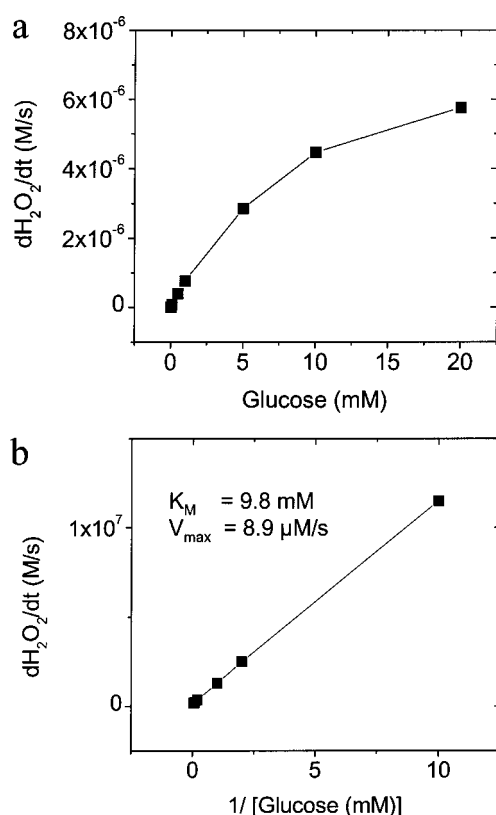 a
8x10⁻⁶
6x10⁻⁶
4x10⁻⁶
2x10⁻⁶
0
dH₂O₂/dt (M/s)
0 5 10 15 20
Glucose (mM)
b
K_M = 9.8 mM
V_max = 8.9 µM/s
1x10⁷
0
dH₂O₂/dt (M/s)
0 5 10
1/ [Glucose (mM)]